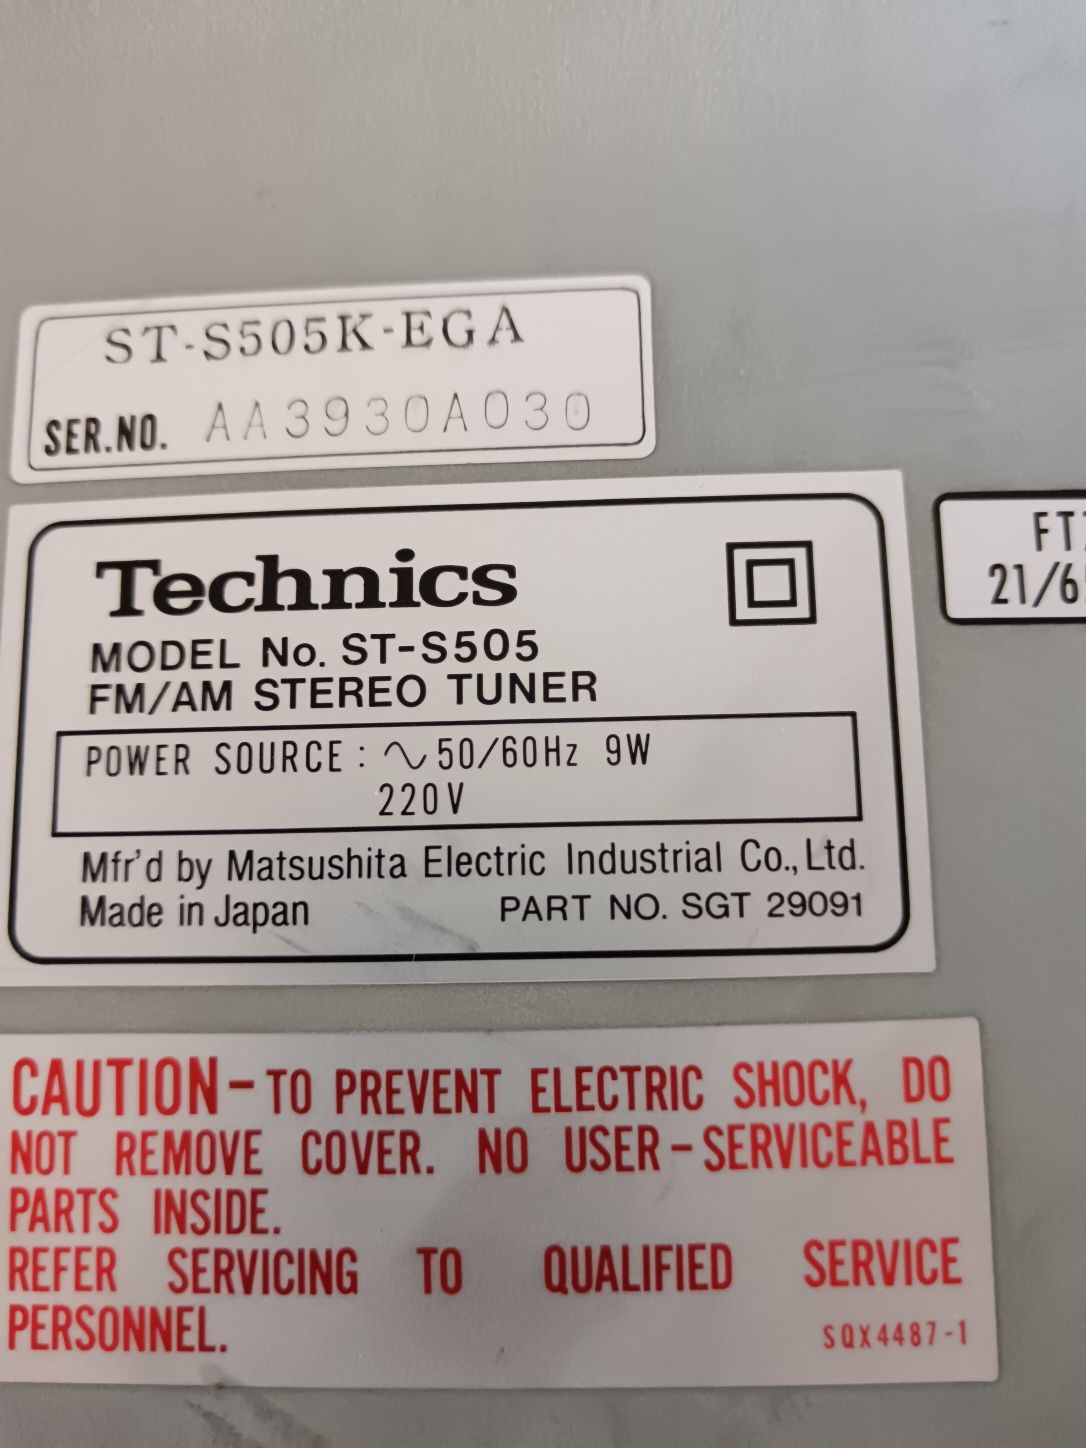 ST-S505K-EGA
SER.NO. AA3930A030
Technics
MODEL No. ST-S505
FM/AM STEREO TUNER
POWER SOURCE : ∿ 50/60Hz 9W
220V
Mfr'd by Matsushita Electric Industrial Co., Ltd.
Made in Japan PART NO. SGT 29091
CAUTION – TO PREVENT ELECTRIC SHOCK, DO
NOT REMOVE COVER. NO USER – SERVICEABLE
PARTS INSIDE.
REFER SERVICING TO QUALIFIED SERVICE
PERSONNEL.
SQX4487-1